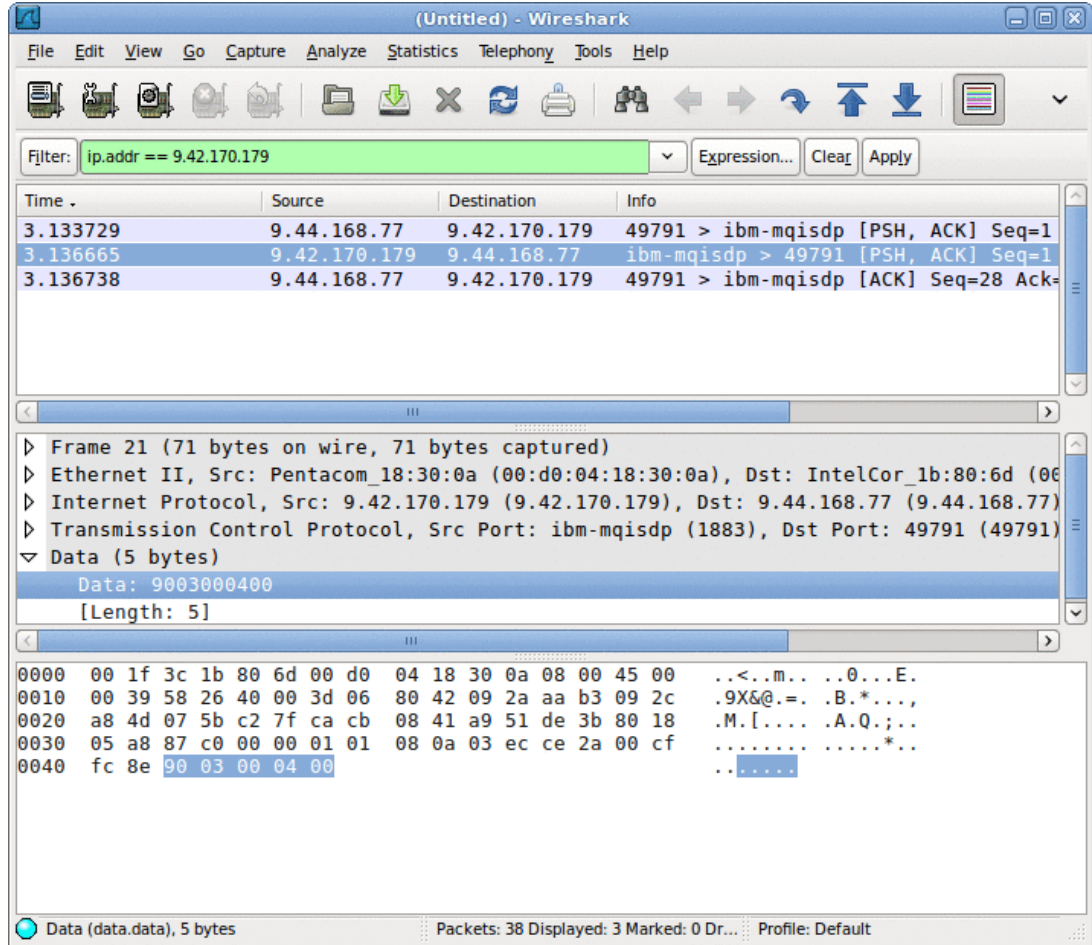 (Untitled) - Wireshark
File Edit View Go Capture Analyze Statistics Telephony Tools Help
Filter: ip.addr == 9.42.170.179 Expression... Clear Apply
Time Source Destination Info
3.133729 9.44.168.77 9.42.170.179 49791 > ibm-mqisdp [PSH, ACK] Seq=1
3.136665 9.42.170.179 9.44.168.77 ibm-mqisdp > 49791 [PSH, ACK] Seq=1
3.136738 9.44.168.77 9.42.170.179 49791 > ibm-mqisdp [ACK] Seq=28 Ack=
Frame 21 (71 bytes on wire, 71 bytes captured)
Ethernet II, Src: Pentacom_18:30:0a (00:d0:04:18:30:0a), Dst: IntelCor_1b:80:6d (00
Internet Protocol, Src: 9.42.170.179 (9.42.170.179), Dst: 9.44.168.77 (9.44.168.77)
Transmission Control Protocol, Src Port: ibm-mqisdp (1883), Dst Port: 49791 (49791)
Data (5 bytes)
Data: 9003000400
[Length: 5]
0000 00 1f 3c 1b 80 6d 00 d0 04 18 30 0a 08 00 45 00 ..<..m.. ..0...E.
0010 00 39 58 26 40 00 3d 06 80 42 09 2a aa b3 09 2c .9X&@.=. .B.*...,
0020 a8 4d 07 5b c2 7f ca cb 08 41 a9 51 de 3b 80 18 .M.[.... .A.Q.;..
0030 05 a8 87 c0 00 00 01 01 08 0a 03 ec ce 2a 00 cf ........ .....*..
0040 fc 8e 90 03 00 04 00 .......
Data (data.data), 5 bytes Packets: 38 Displayed: 3 Marked: 0 Dr... Profile: Default